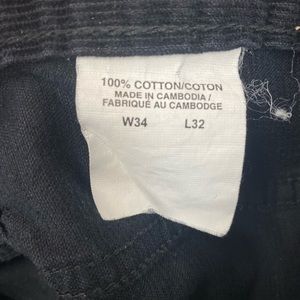 100% COTTON/COTON
MADE IN CAMBODIA /
FABRIQUÉ AU CAMBODGE
W34 L32